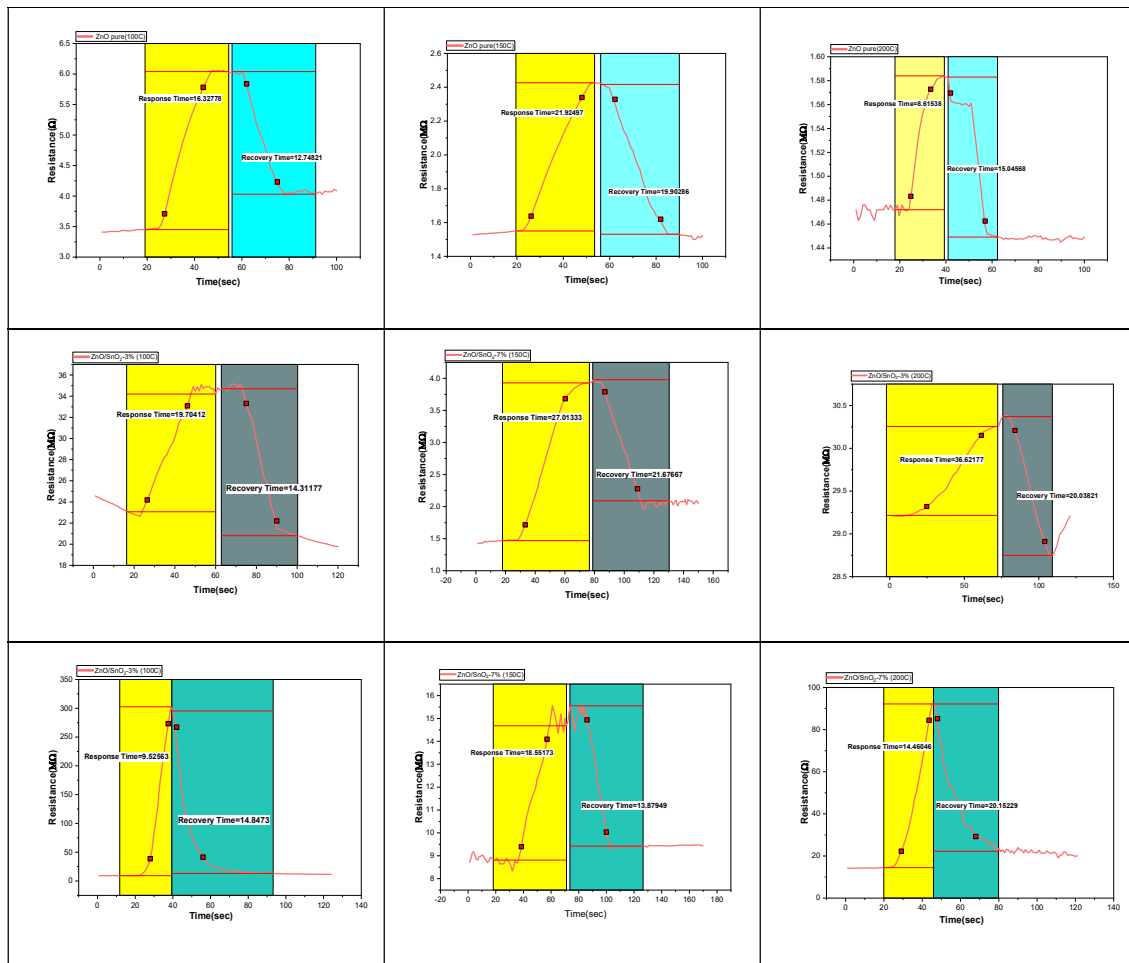 ZnO pure(100C)
6.5
6.0
5.5
5.0
4.5
4.0
3.5
3.0
Resistance(Ω)
Response Time=16.32778
Recovery Time=12.74821
0 20 40 60 80 100
Time(sec)
ZnO pure(150C)
2.6
2.4
2.2
2.0
1.8
1.6
1.4
Resistance(MΩ)
Response Time=21.92497
Recovery Time=19.90286
0 20 40 60 80 100
Time(sec)
ZnO pure(200C)
1.60
1.58
1.56
1.54
1.52
1.50
1.48
1.46
1.44
Resistance(MΩ)
Response Time=8.61538
Recovery Time=15.04568
0 20 40 60 80 100
Time(sec)
ZnO/SnO₂-3% (100C)
36
34
32
30
28
26
24
22
20
18
Resistance(MΩ)
Response Time=19.70412
Recovery Time=14.31177
0 20 40 60 80 100 120
Time(sec)
ZnO/SnO₂-7% (150C)
4.0
3.5
3.0
2.5
2.0
1.5
1.0
Resistance(MΩ)
Response Time=27.01333
Recovery Time=21.67667
-20 0 20 40 60 80 100 120 140 160
Time(sec)
ZnO/SnO₂-3% (200C)
30.5
30.0
29.5
29.0
28.5
Resistance(MΩ)
Response Time=36.62177
Recovery Time=20.03821
0 50 100 150
Time(sec)
ZnO/SnO₂-3% (100C)
350
300
250
200
150
100
50
0
Resistance(MΩ)
Response Time=9.52563
Recovery Time=14.8473
0 20 40 60 80 100 120 140
Time(sec)
ZnO/SnO₂-7% (150C)
16
15
14
13
12
11
10
9
8
Resistance(MΩ)
Response Time=18.55173
Recovery Time=13.87949
-20 0 20 40 60 80 100 120 140 160 180
Time(sec)
ZnO/SnO₂-7% (200C)
100
80
60
40
20
0
Resistance(Ω)
Response Time=14.46046
Recovery Time=20.15229
0 20 40 60 80 100 120 140
Time(sec)